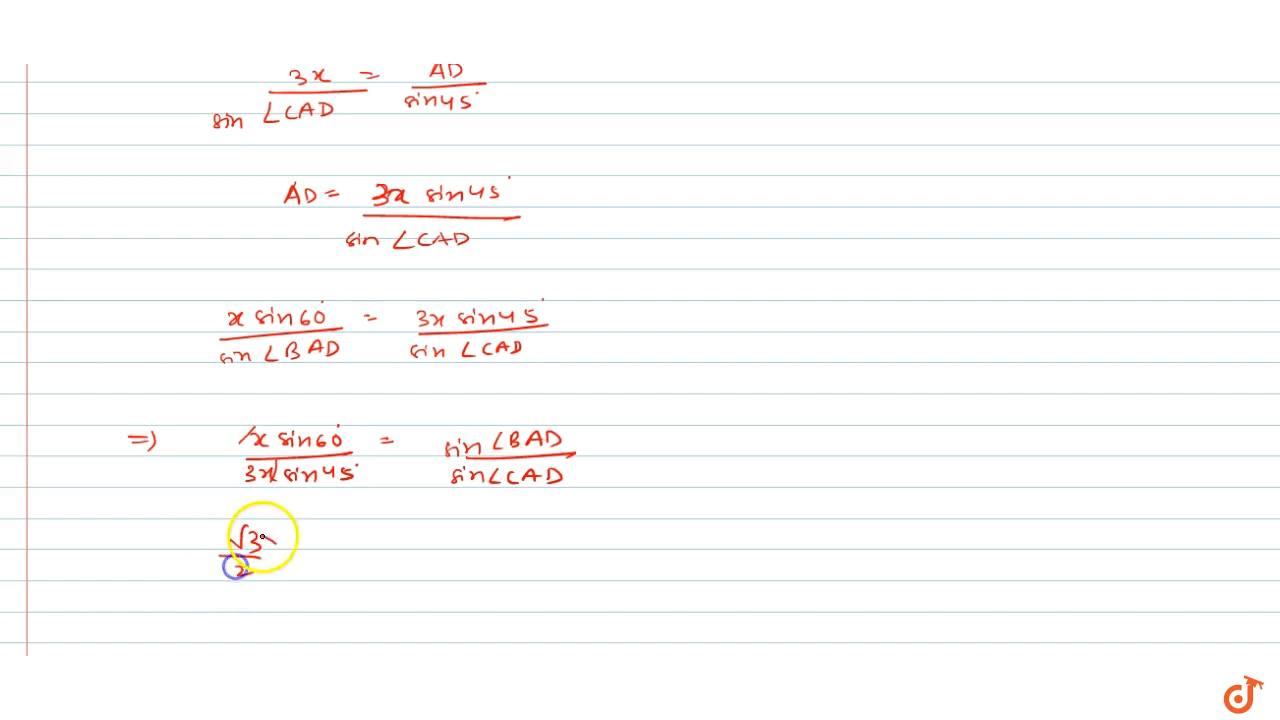 3x = AD
sin ∠CAD sin45°
AD = 3x sin45°
sin ∠CAD
x sin60° = 3x sin45°
sin ∠BAD sin ∠CAD
=) x sin60° = sin ∠BAD
3x sin45° sin∠CAD
√3
2